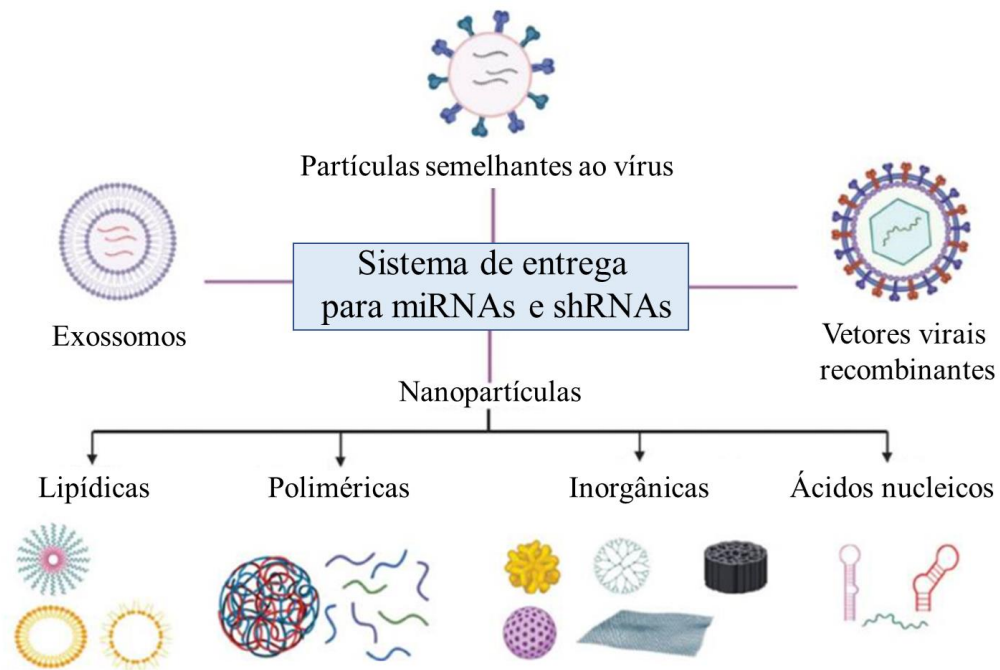 Partículas semelhantes ao vírus
Sistema de entrega
para miRNAs e shRNAs
Exossomos
Vetores virais
recombinantes
Nanopartículas
Lipídicas
Poliméricas
Inorgânicas
Ácidos nucleicos